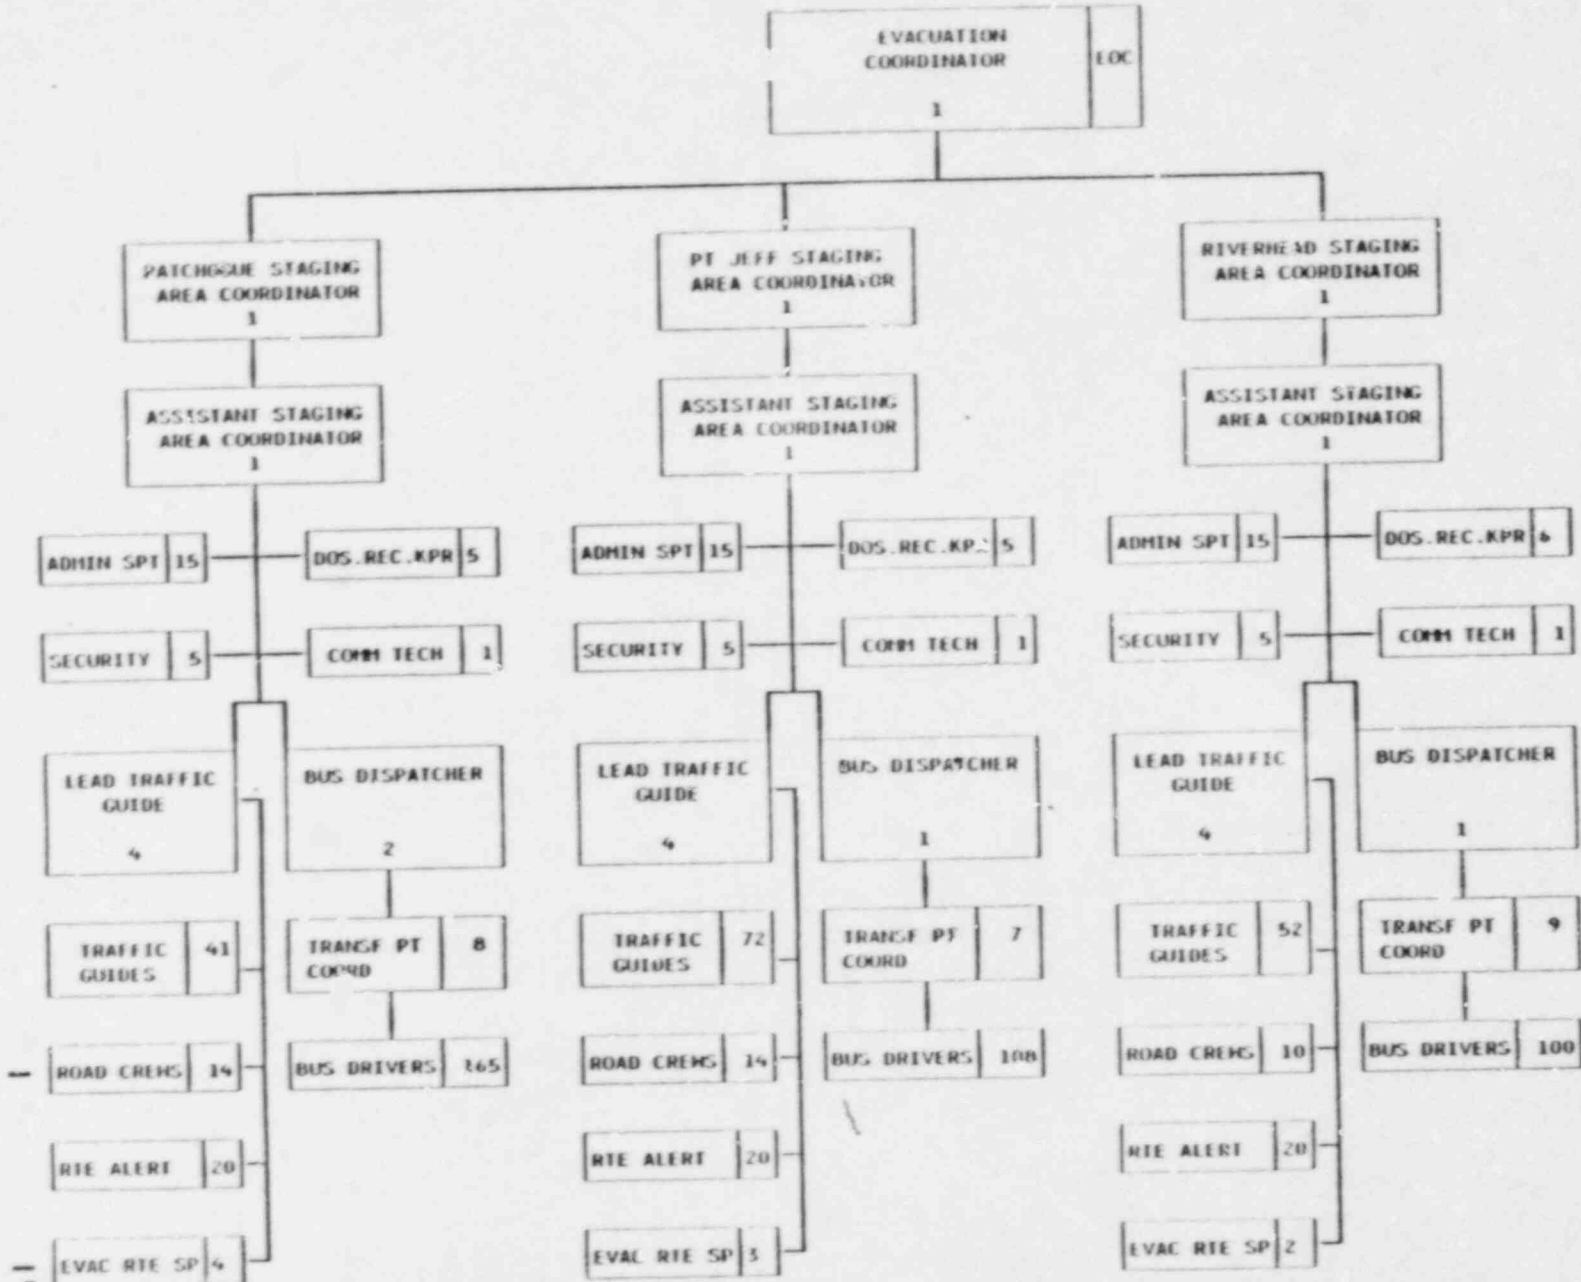 EVACUATION
COORDINATOR
1
EOC
PATCHOGUE STAGING
AREA COORDINATOR
1
PT JEFF STAGING
AREA COORDINATOR
1
RIVERHEAD STAGING
AREA COORDINATOR
1
ASSISTANT STAGING
AREA COORDINATOR
1
ASSISTANT STAGING
AREA COORDINATOR
1
ASSISTANT STAGING
AREA COORDINATOR
1
ADMIN SPT 15
DOS.REC.KPR 5
ADMIN SPT 15
DOS.REC. 5
ADMIN SPT 15
DOS.REC.KPR 6
SECURITY 5
COMM TECH 1
SECURITY 5
COMM TECH 1
SECURITY 5
COMM TECH 1
LEAD TRAFFIC
GUIDE
4
BUS DISPATCHER
2
LEAD TRAFFIC
GUIDE
4
BUS DISPATCHER
1
LEAD TRAFFIC
GUIDE
4
BUS DISPATCHER
1
TRAFFIC 41
GUIDES
TRANSF PT 8
COORD
TRAFFIC 72
GUIDES
TRANSF PT 7
COORD
TRAFFIC 52
GUIDES
TRANSF PT 9
COORD
ROAD CREWS 14
BUS DRIVERS
ROAD CREWS 14
BUS DRIVERS 108
ROAD CREWS 10
BUS DRIVERS 100
RTE ALERT 20
RTE ALERT 20
RTE ALERT 20
EVAC RTE SP 4
EVAC RTE SP 3
EVAC RTE SP 2